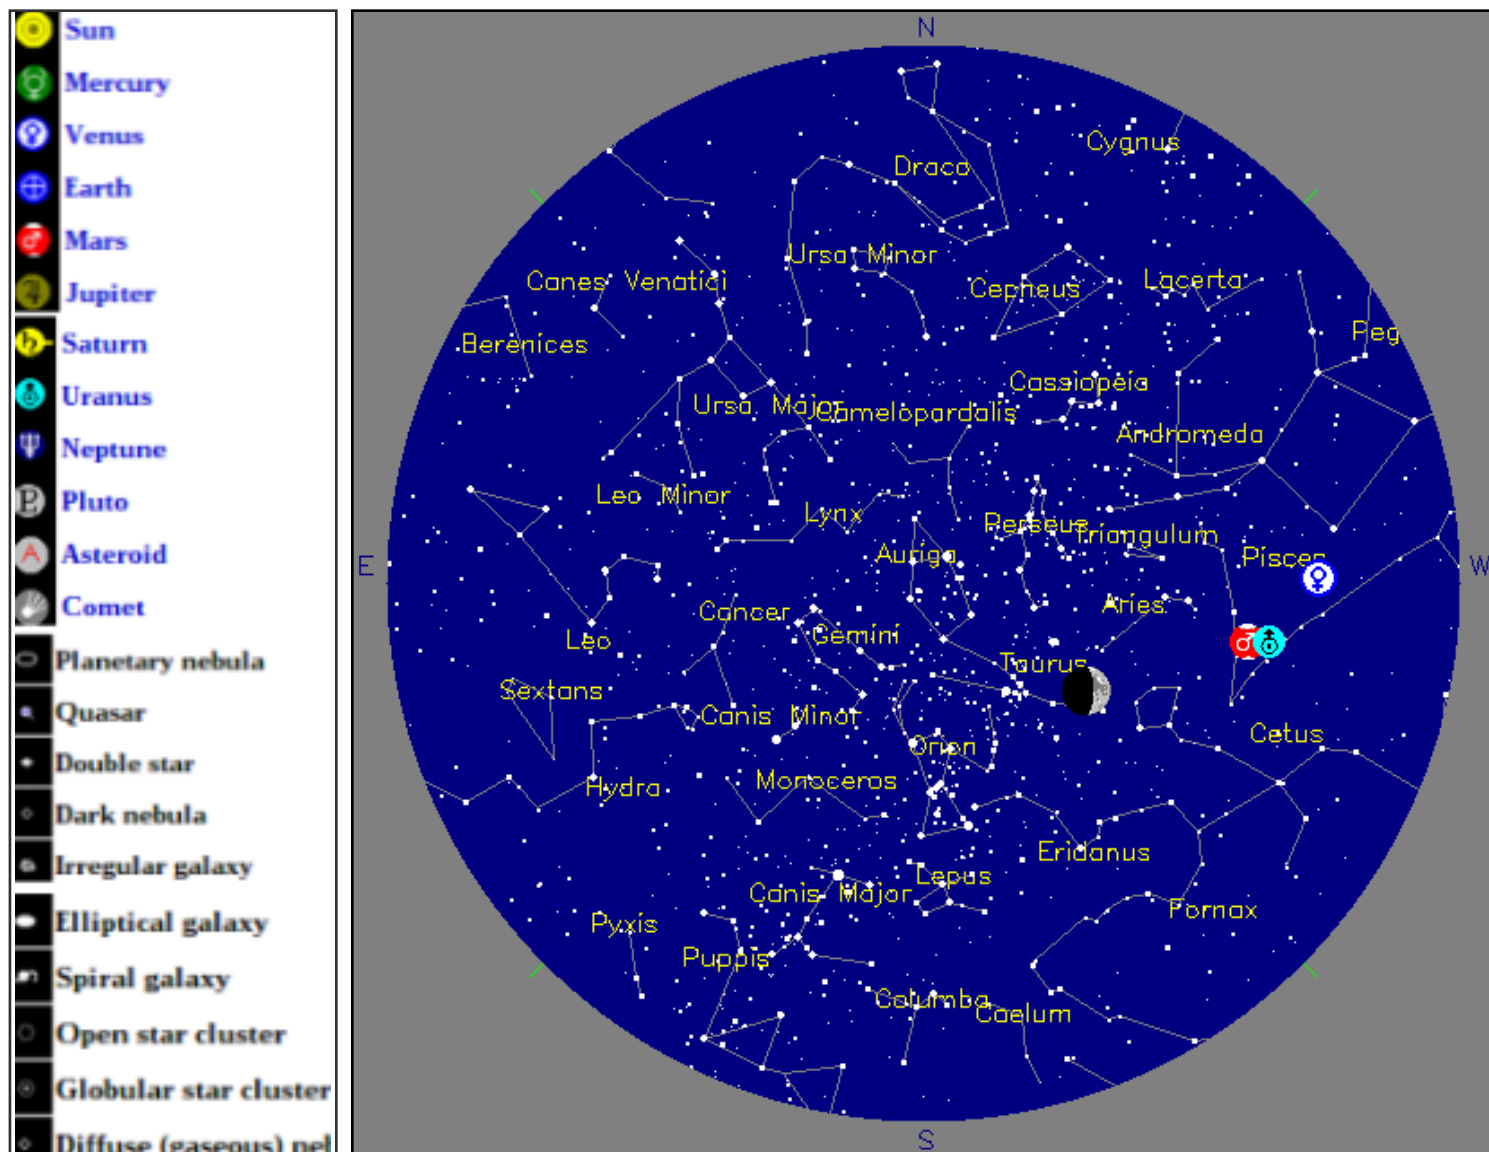 Sun
Mercury
Venus
Earth
Mars
Jupiter
Saturn
Uranus
Neptune
Pluto
Asteroid
Comet
Planetary nebula
Quasar
Double star
Dark nebula
Irregular galaxy
Elliptical galaxy
Spiral galaxy
Open star cluster
Globular star cluster
Diffuse (gaseous) neb
N
Cygnus
Draco
Ursa Minor
Canes Venatici
Cepheus
Lacerta
Berenices
Peg
Cassiopeia
Ursa Major
Camelopardalis
Andromeda
Leo Minor
Lynx
Perseus
Triangulum
Auriga
Pisces
E
W
Cancer
Aries
Leo
Gemini
Taurus
Sextans
Canis Minor
Orion
Cetus
Hydra
Monoceros
Eridanus
Lepus
Canis Major
Fornax
Pyxis
Puppis
Columba
Caelum
S